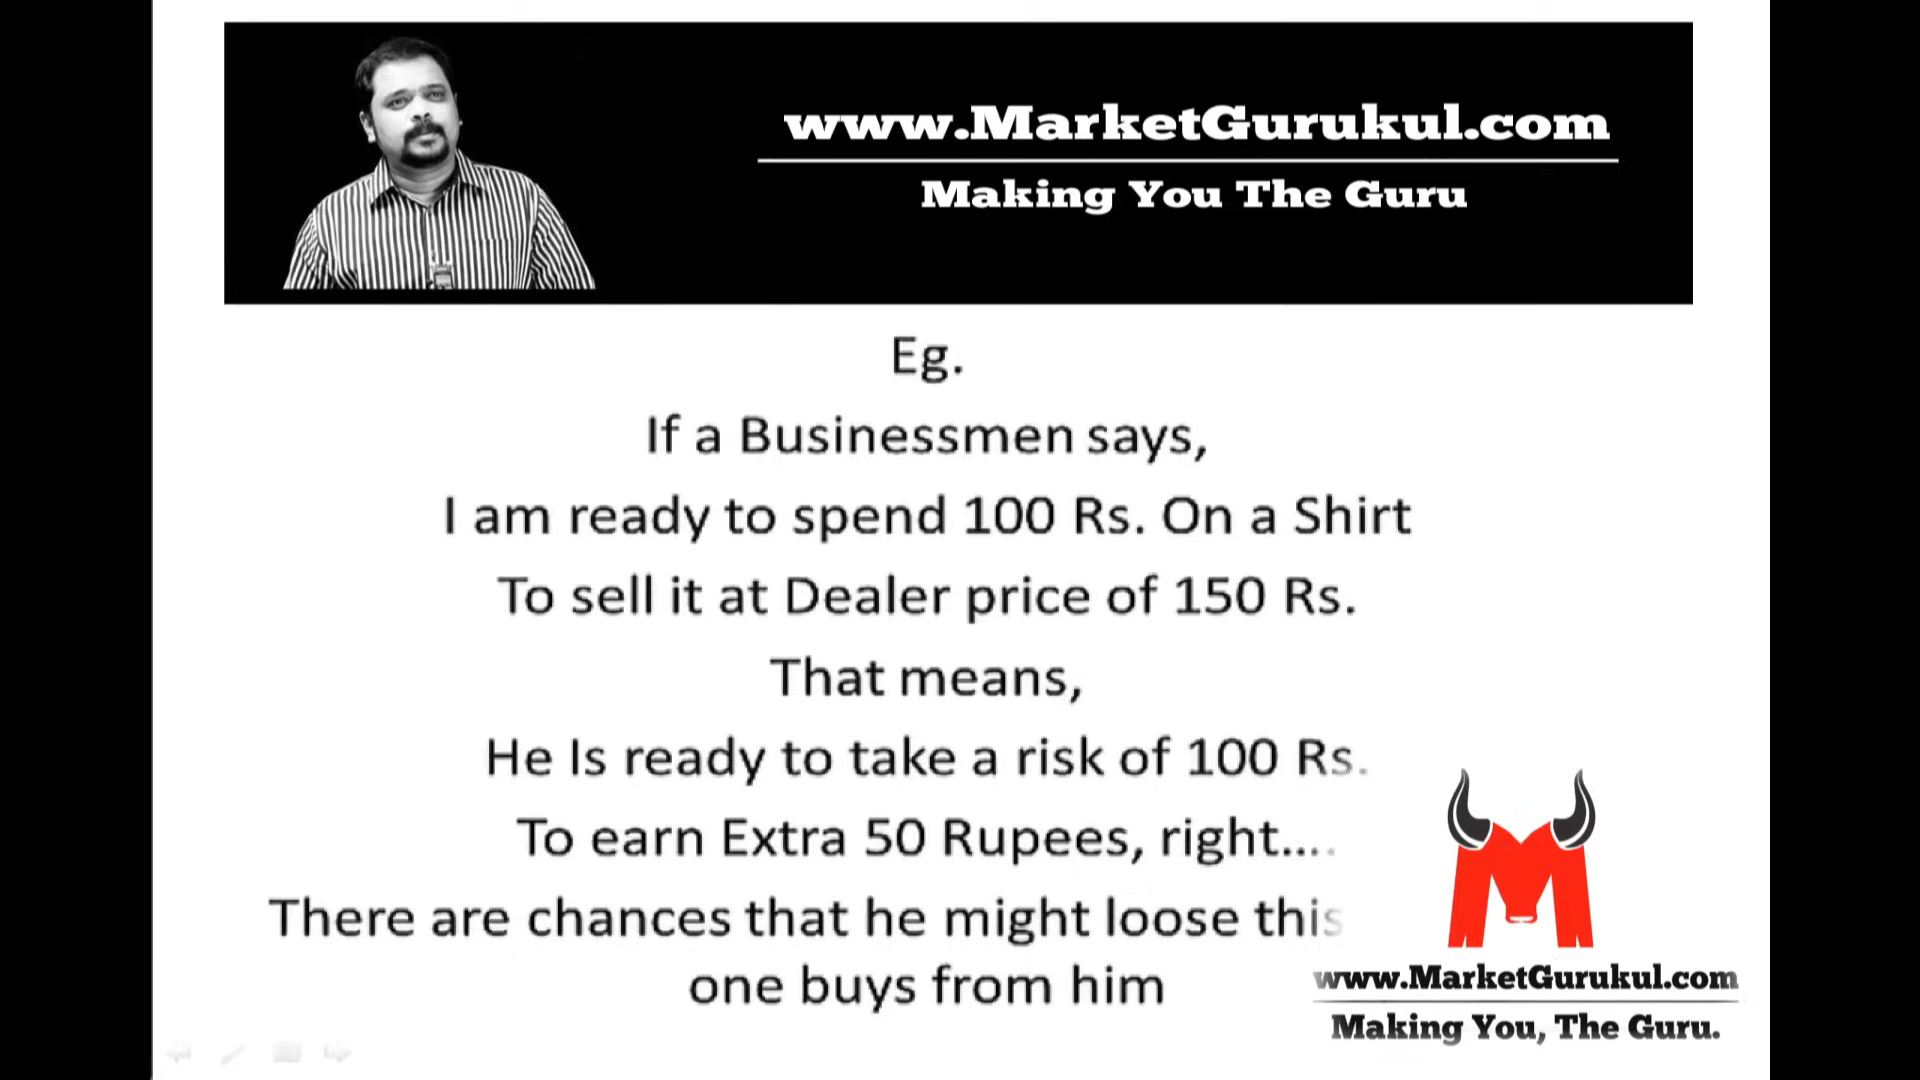 www.MarketGurukul.com
Making You The Guru
Eg.
If a Businessmen says,
I am ready to spend 100 Rs. On a Shirt
To sell it at Dealer price of 150 Rs.
That means,
He Is ready to take a risk of 100 Rs.
To earn Extra 50 Rupees, right....
There are chances that he might loose this
one buys from him
www.MarketGurukul.com
Making You, The Guru.